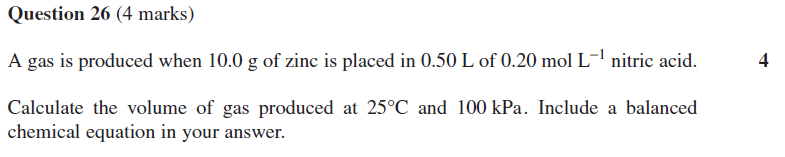 Question 26 (4 marks)
A gas is produced when 10.0 g of zinc is placed in 0.50 L of 0.20 mol L⁻¹ nitric acid. 4
Calculate the volume of gas produced at 25°C and 100 kPa. Include a balanced
chemical equation in your answer.